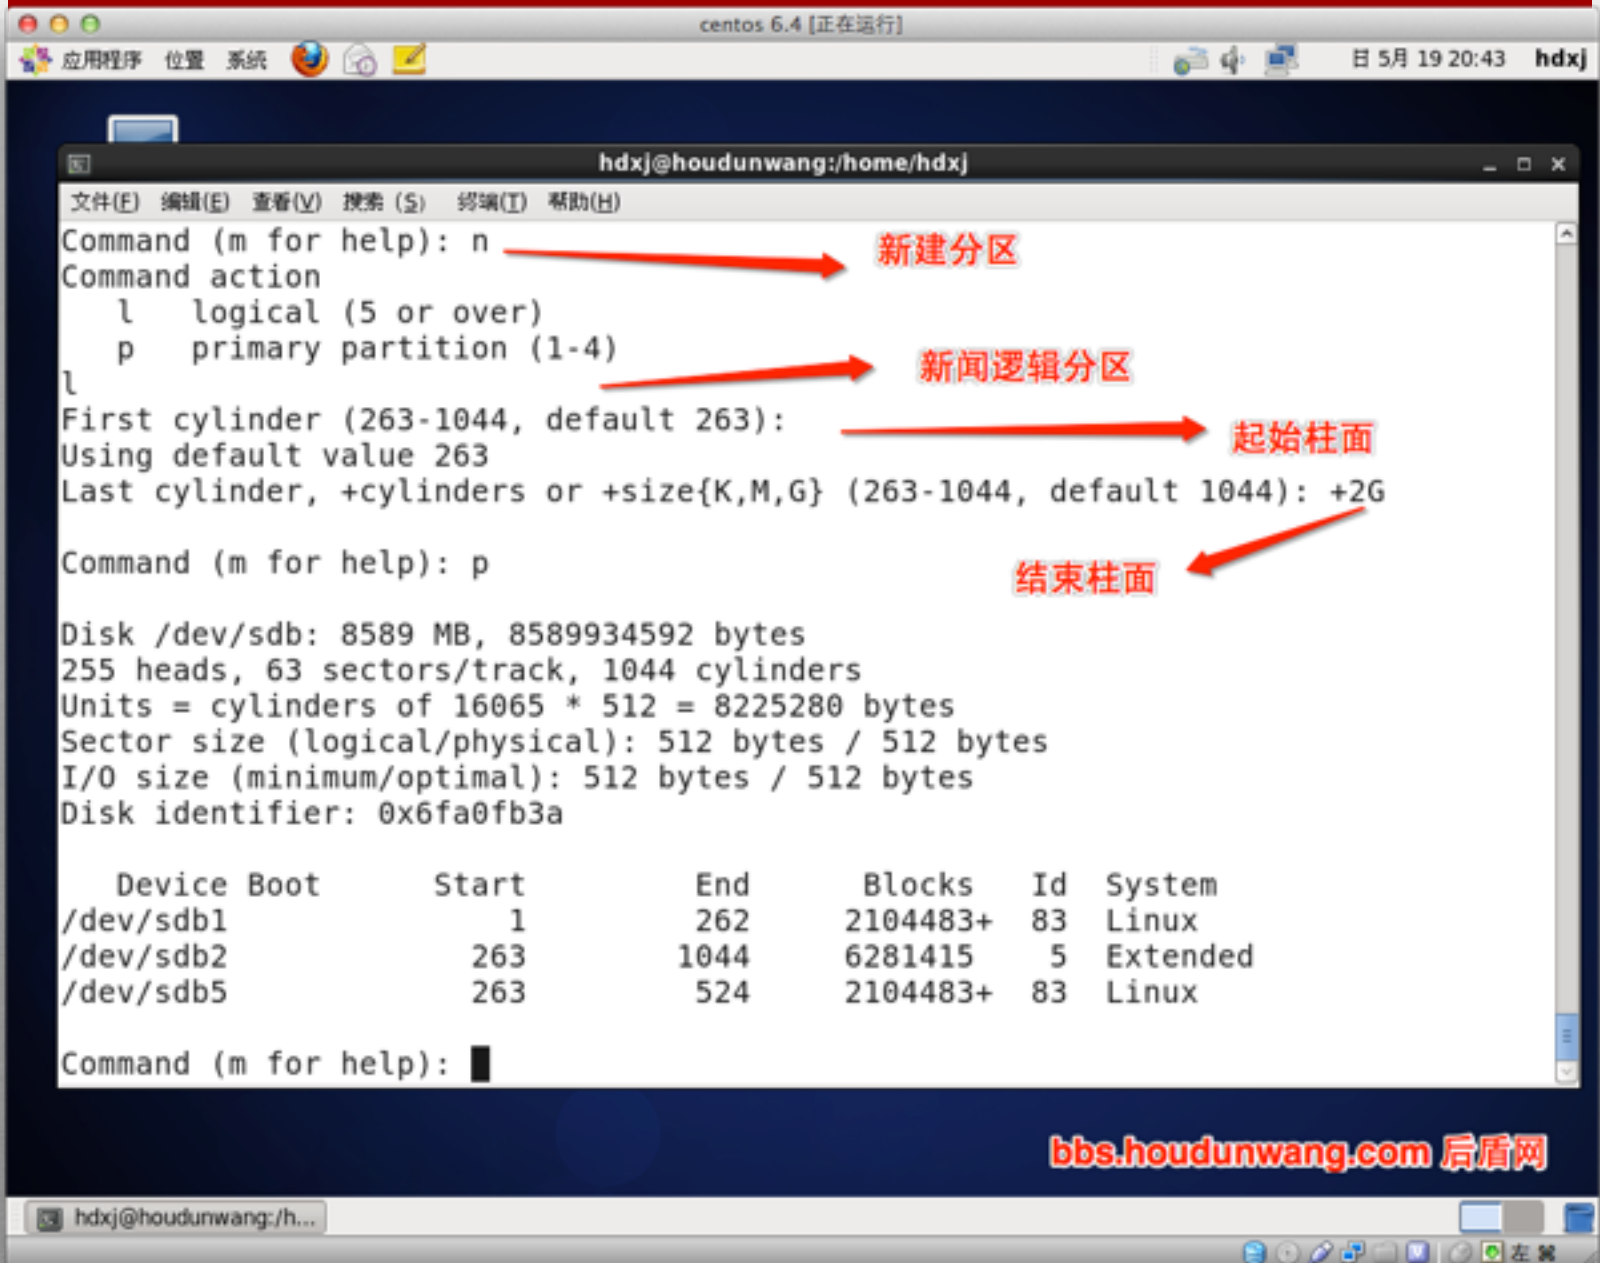 centos 6.4 [正在运行]
应用程序 位置 系统 日 5月 19 20:43 hdxj
hdxj@houdunwang:/home/hdxj
文件(F) 编辑(E) 查看(V) 搜索 (S) 终端(T) 帮助(H)
Command (m for help): n 新建分区
Command action
l logical (5 or over)
p primary partition (1-4)
l 新闻逻辑分区
First cylinder (263-1044, default 263): 起始柱面
Using default value 263
Last cylinder, +cylinders or +size{K,M,G} (263-1044, default 1044): +2G
Command (m for help): p 结束柱面
Disk /dev/sdb: 8589 MB, 8589934592 bytes
255 heads, 63 sectors/track, 1044 cylinders
Units = cylinders of 16065 * 512 = 8225280 bytes
Sector size (logical/physical): 512 bytes / 512 bytes
I/O size (minimum/optimal): 512 bytes / 512 bytes
Disk identifier: 0x6fa0fb3a
Device Boot Start End Blocks Id System
/dev/sdb1 1 262 2104483+ 83 Linux
/dev/sdb2 263 1044 6281415 5 Extended
/dev/sdb5 263 524 2104483+ 83 Linux
Command (m for help):
bbs.houdunwang.com 后盾网
hdxj@houdunwang:/h...
左 ⌘